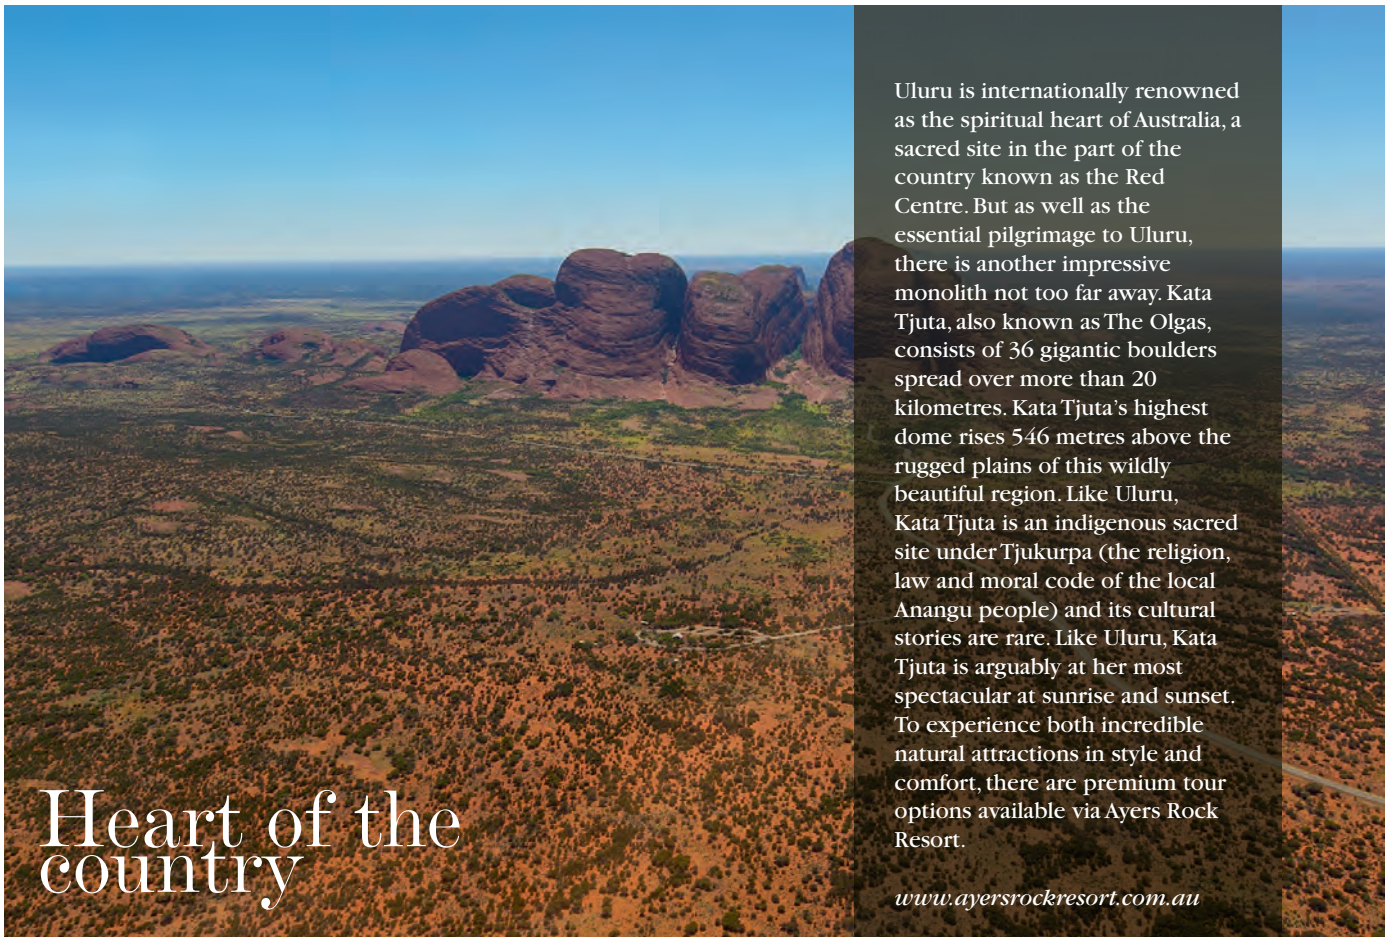 Uluru is internationally renowned
as the spiritual heart of Australia, a
sacred site in the part of the
country known as the Red
Centre. But as well as the
essential pilgrimage to Uluru,
there is another impressive
monolith not too far away. Kata
Tjuta, also known as The Olgas,
consists of 36 gigantic boulders
spread over more than 20
kilometres. Kata Tjuta’s highest
dome rises 546 metres above the
rugged plains of this wildly
beautiful region. Like Uluru,
Kata Tjuta is an indigenous sacred
site under Tjukurpa (the religion,
law and moral code of the local
Anangu people) and its cultural
stories are rare. Like Uluru, Kata
Tjuta is arguably at her most
spectacular at sunrise and sunset.
To experience both incredible
natural attractions in style and
comfort, there are premium tour
options available via Ayers Rock
Resort.
www.ayersrockresort.com.au
Heart of the
country